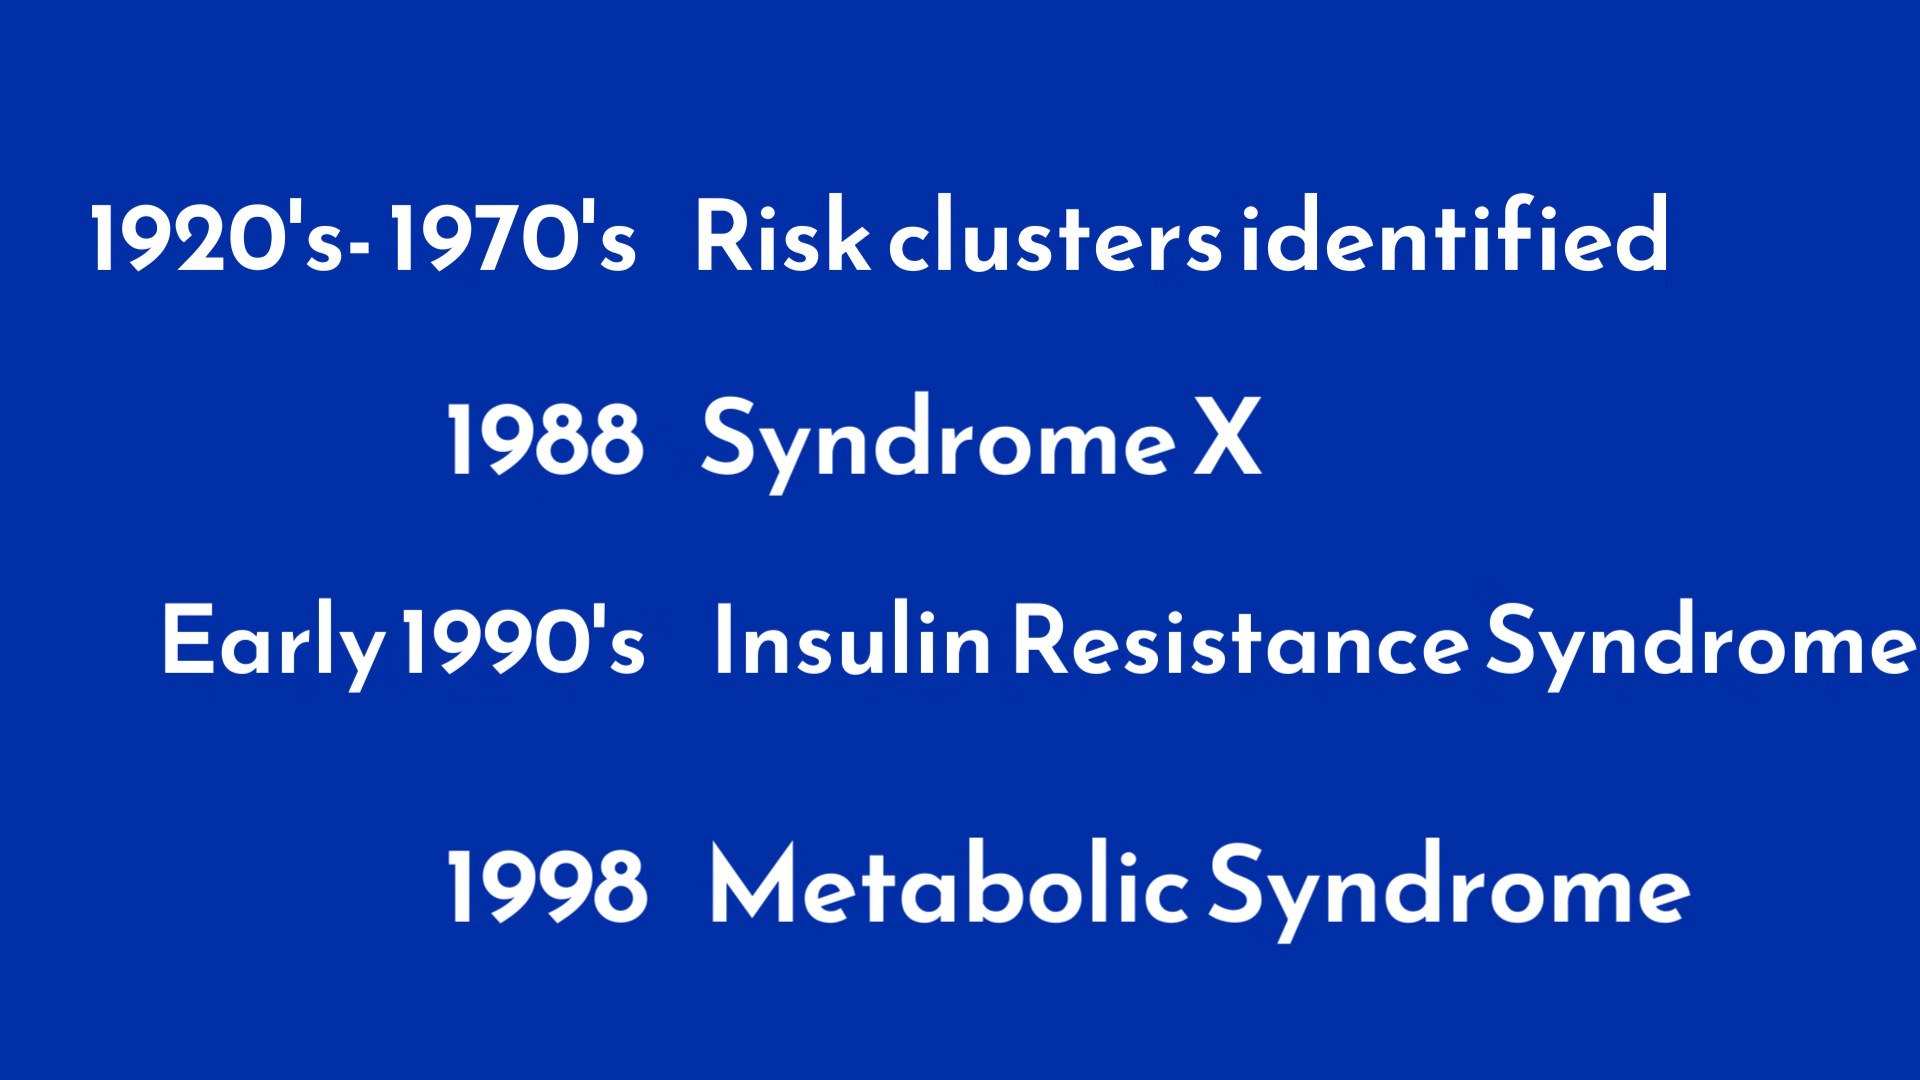 1920's- 1970's Risk clusters identified
1988 Syndrome X
Early 1990's Insulin Resistance Syndrome
1998 Metabolic Syndrome